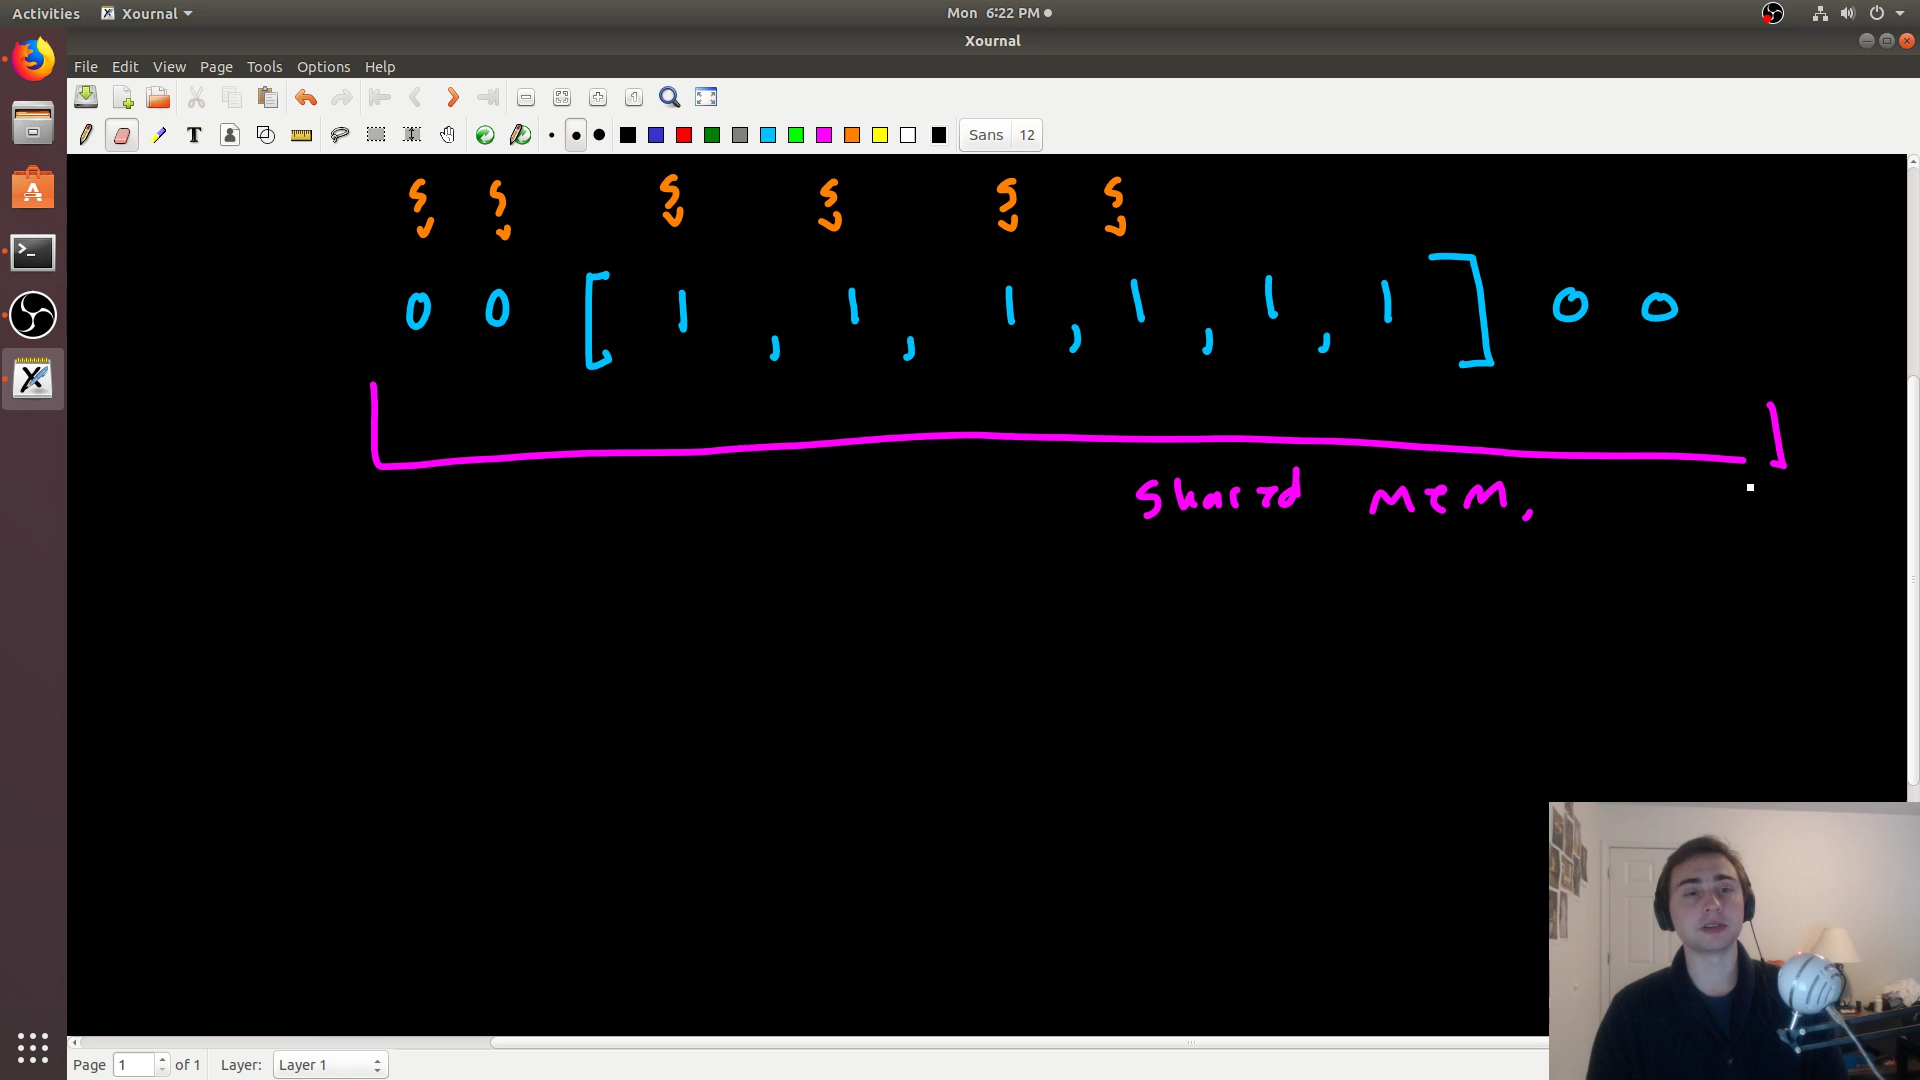 Activities Xournal Mon 6:22 PM
Xournal
File Edit View Page Tools Options Help
Sans 12
0 0 [ 1 , 1 , 1 , 1 , 1 , 1 ] 0 0
shared mem.
Page 1 of 1 Layer: Layer 1